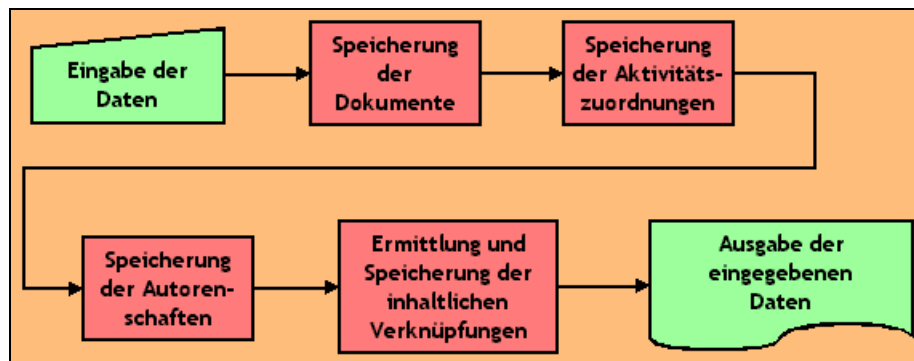 Eingabe der
Daten
Speicherung
der
Dokumente
Speicherung
der Aktivitäts-
zuordnungen
Speicherung
der Autoren-
schaften
Ermittlung und
Speicherung der
inhaltlichen
Verknüpfungen
Ausgabe der
eingegebenen
Daten